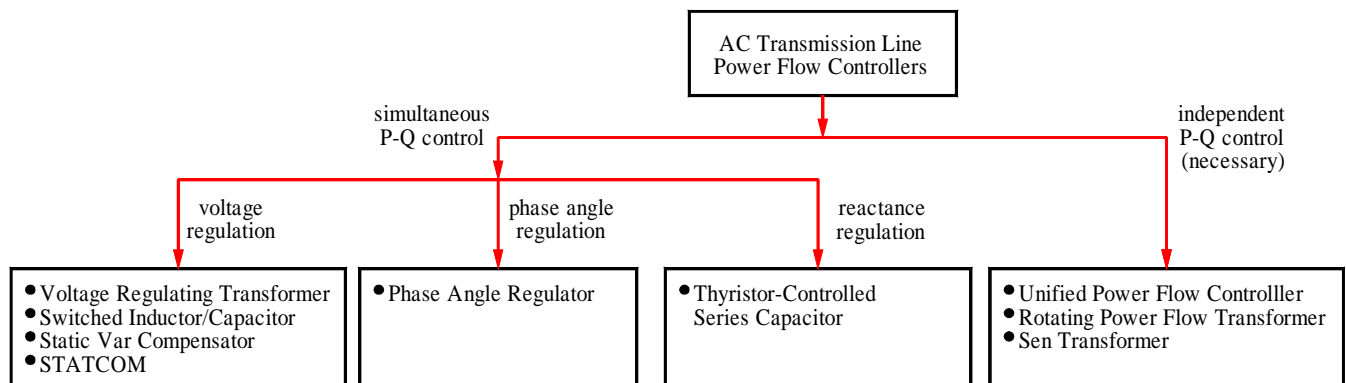 AC Transmission Line
Power Flow Controllers
simultaneous
P-Q control
independent
P-Q control
(necessary)
voltage
regulation
phase angle
regulation
reactance
regulation
● Voltage Regulating Transformer
● Switched Inductor/Capacitor
● Static Var Compensator
● STATCOM
● Phase Angle Regulator
● Thyristor-Controlled
Series Capacitor
● Unified Power Flow Controlller
● Rotating Power Flow Transformer
● Sen Transformer